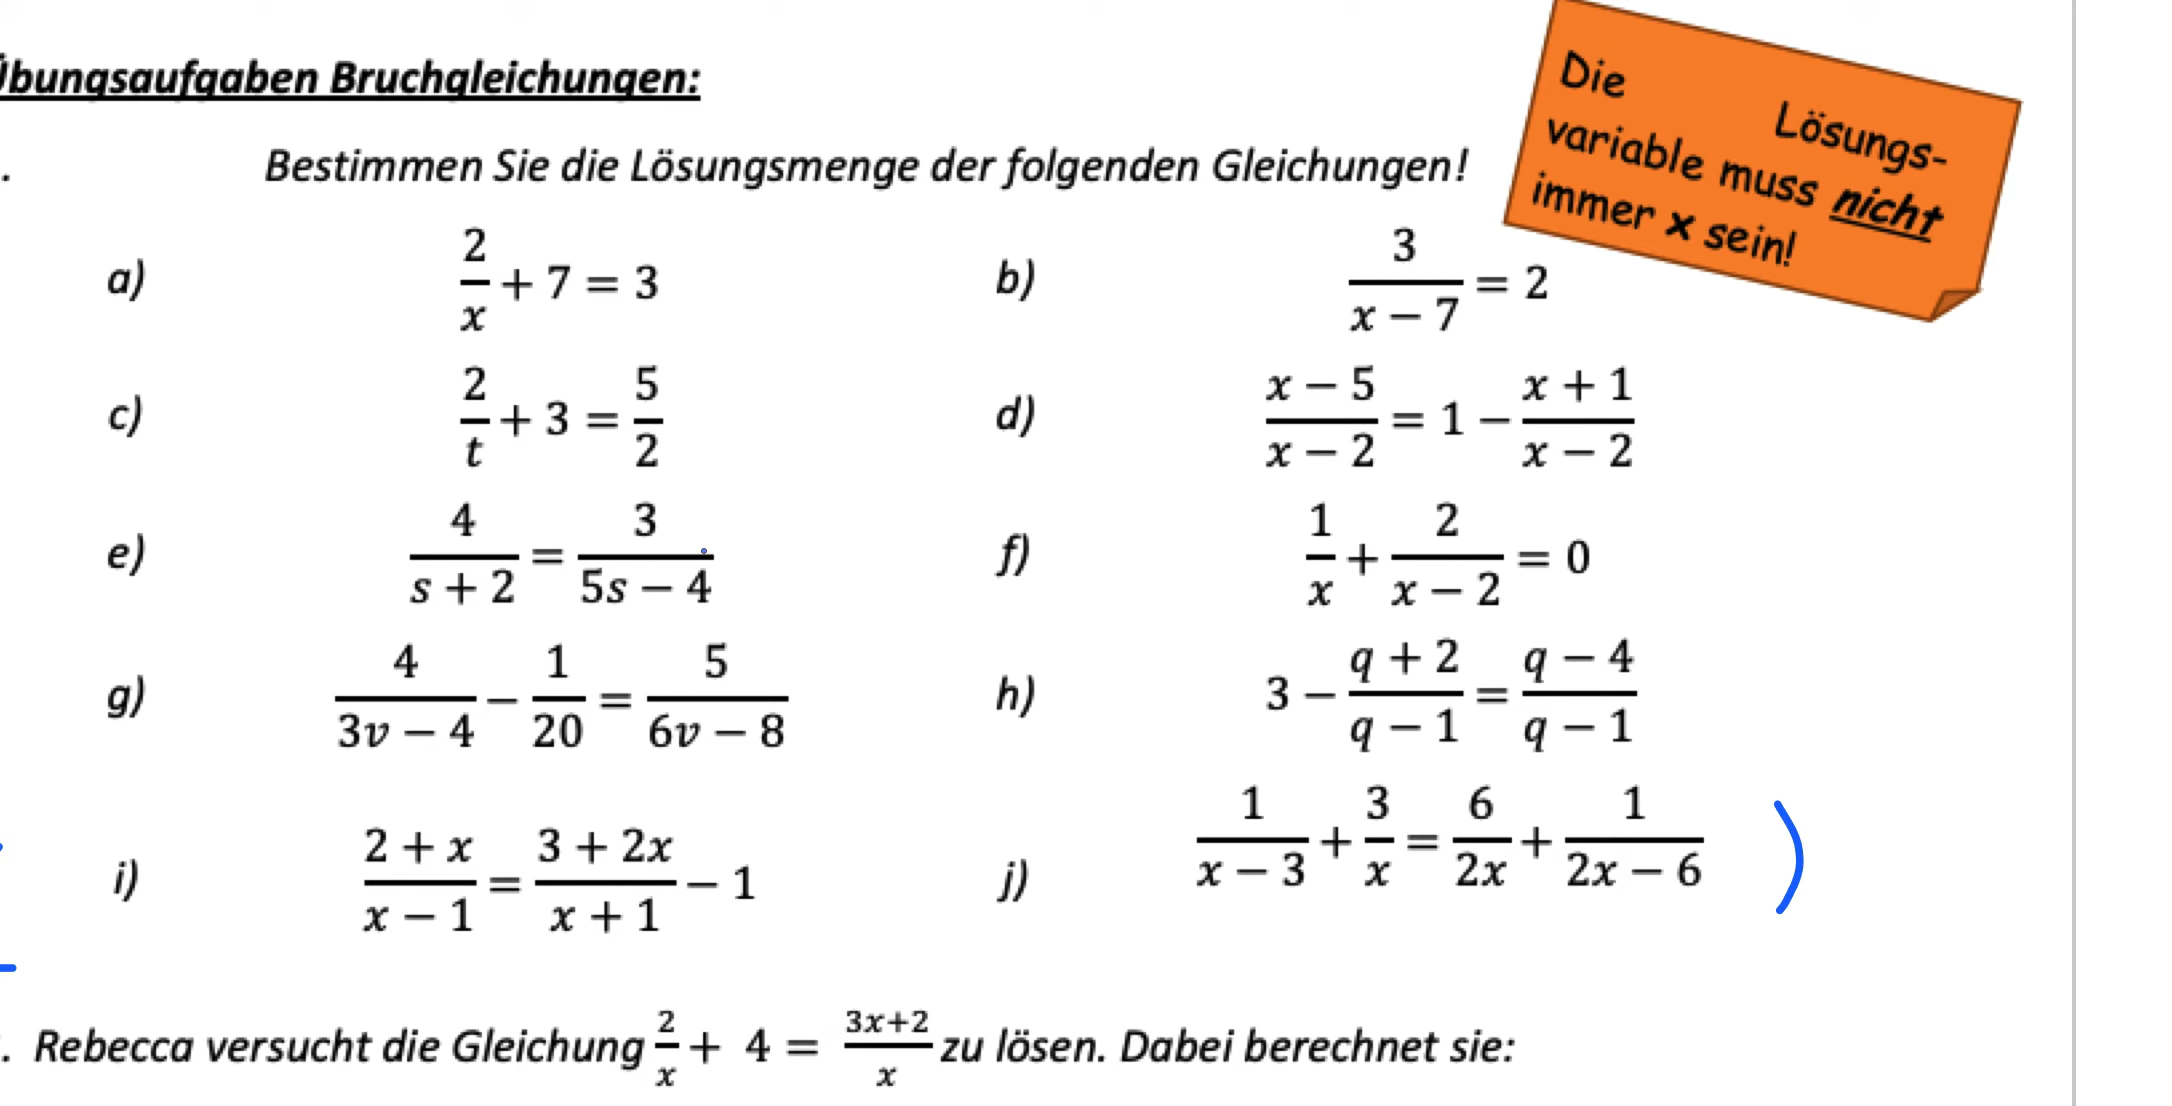 Übungsaufgaben Bruchgleichungen:
Die
Lösungs-
variable muss nicht
immer x sein!
. Bestimmen Sie die Lösungsmenge der folgenden Gleichungen!
a) 2/x + 7 = 3
b) 3/(x − 7) = 2
c) 2/t + 3 = 5/2
d) (x − 5)/(x − 2) = 1 − (x + 1)/(x − 2)
e) 4/(s + 2) = 3/(5s − 4)
f) 1/x + 2/(x − 2) = 0
g) 4/(3v − 4) − 1/20 = 5/(6v − 8)
h) 3 − (q + 2)/(q − 1) = (q − 4)/(q − 1)
i) (2 + x)/(x − 1) = (3 + 2x)/(x + 1) − 1
j) 1/(x − 3) + 3/x = 6/(2x) + 1/(2x − 6)
. Rebecca versucht die Gleichung 2/x + 4 = (3x+2)/x zu lösen. Dabei berechnet sie: